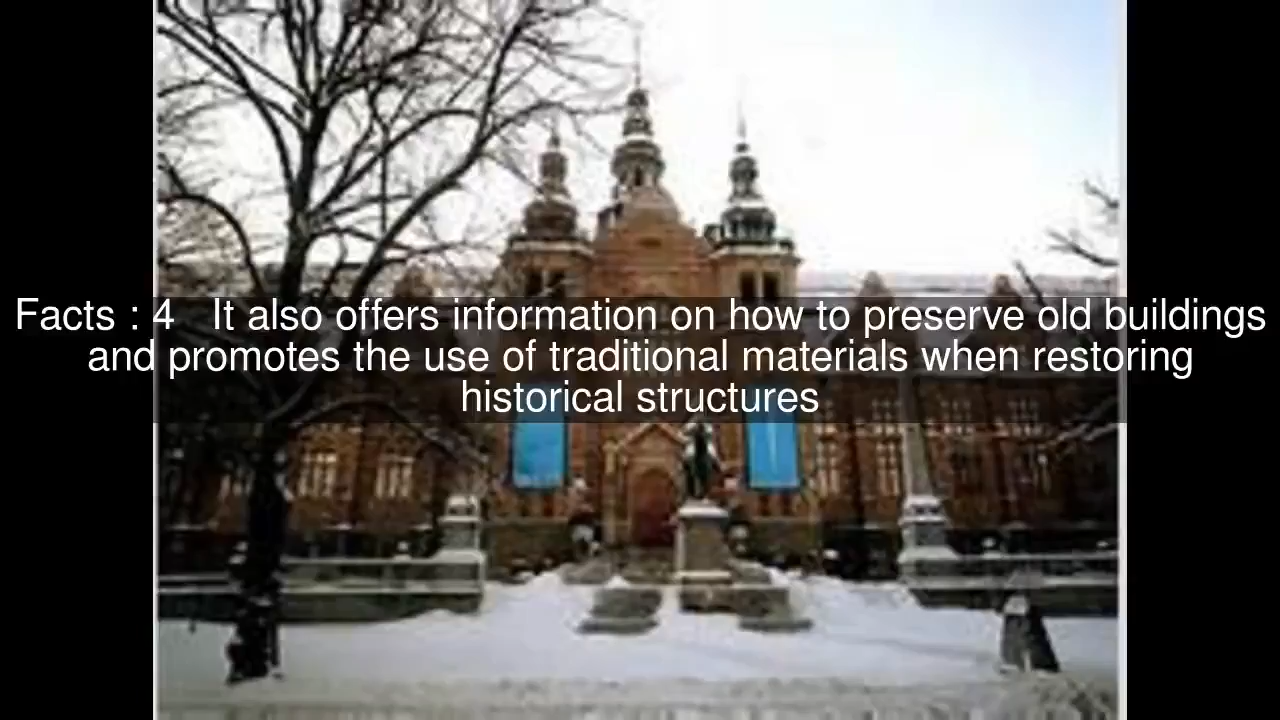 Facts : 4 It also offers information on how to preserve old buildings
and promotes the use of traditional materials when restoring
historical structures